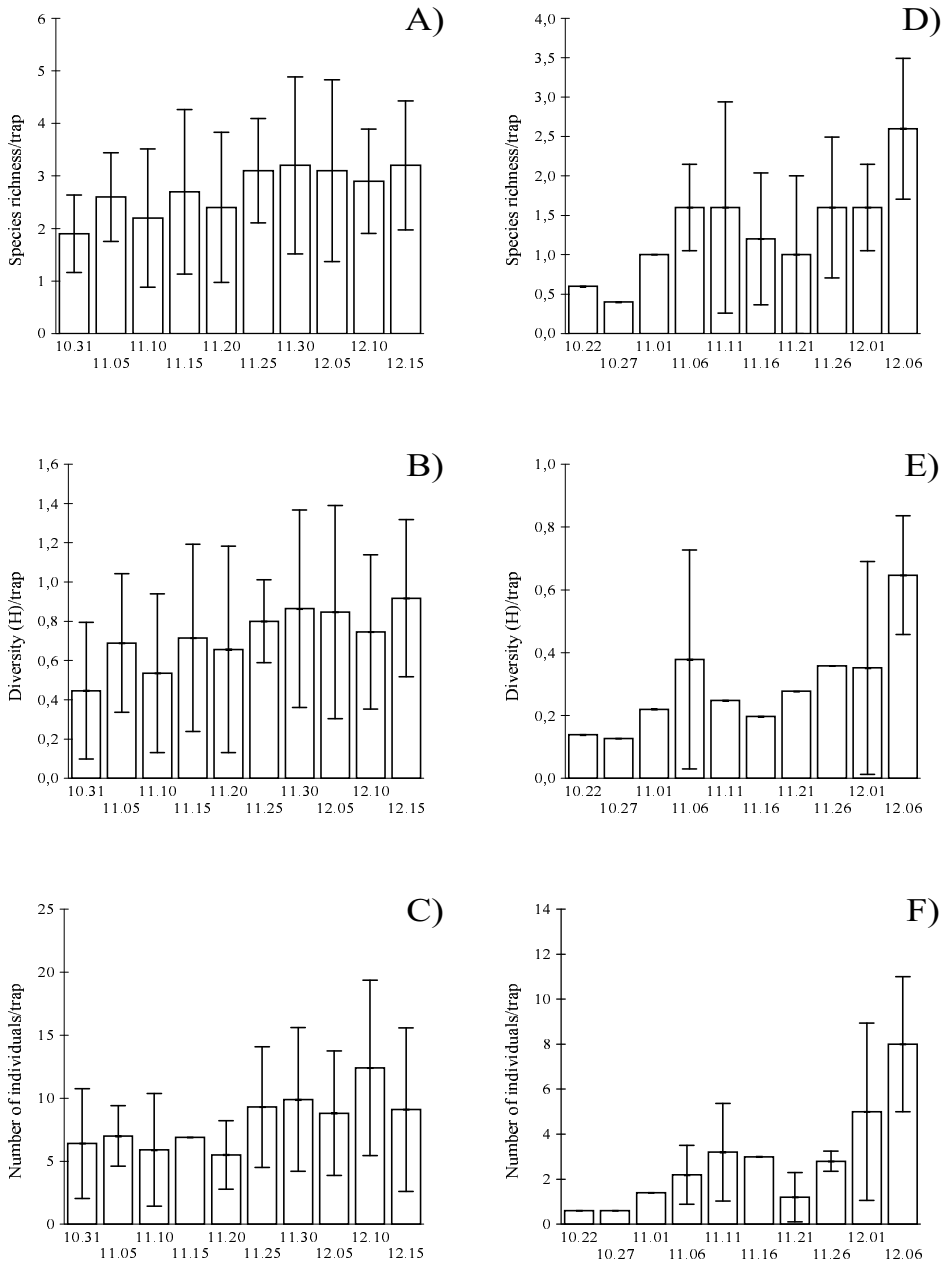 A)
Species richness/trap
6
5
4
3
2
1
0
10.31 11.10 11.20 11.30 12.10
11.05 11.15 11.25 12.05 12.15
D)
Species richness/trap
4,0
3,5
3,0
2,5
2,0
1,5
1,0
0,5
0,0
10.22 11.01 11.11 11.21 12.01
10.27 11.06 11.16 11.26 12.06
B)
Diversity (H)/trap
1,6
1,4
1,2
1,0
0,8
0,6
0,4
0,2
0,0
10.31 11.10 11.20 11.30 12.10
11.05 11.15 11.25 12.05 12.15
E)
Diversity (H)/trap
1,0
0,8
0,6
0,4
0,2
0,0
10.22 11.01 11.11 11.21 12.01
10.27 11.06 11.16 11.26 12.06
C)
Number of individuals/trap
25
20
15
10
5
0
10.31 11.10 11.20 11.30 12.10
11.05 11.15 11.25 12.05 12.15
F)
Number of individuals/trap
14
12
10
8
6
4
2
0
10.22 11.01 11.11 11.21 12.01
10.27 11.06 11.16 11.26 12.06